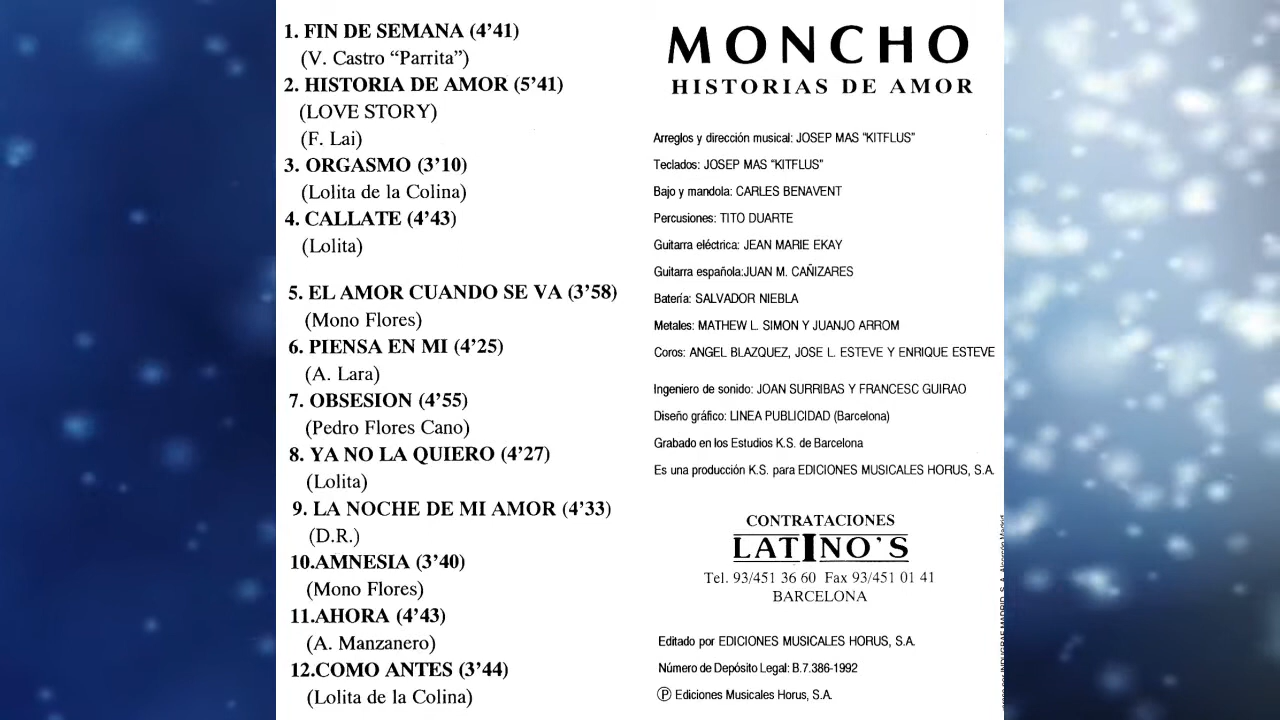 1. FIN DE SEMANA (4'41)
(V. Castro “Parrita”)
2. HISTORIA DE AMOR (5'41)
(LOVE STORY)
(F. Lai)
3. ORGASMO (3'10)
(Lolita de la Colina)
4. CALLATE (4'43)
(Lolita)
5. EL AMOR CUANDO SE VA (3'58)
(Mono Flores)
6. PIENSA EN MI (4'25)
(A. Lara)
7. OBSESION (4'55)
(Pedro Flores Cano)
8. YA NO LA QUIERO (4'27)
(Lolita)
9. LA NOCHE DE MI AMOR (4'33)
(D.R.)
10.AMNESIA (3'40)
(Mono Flores)
11.AHORA (4'43)
(A. Manzanero)
12.COMO ANTES (3'44)
(Lolita de la Colina)
MONCHO
HISTORIAS DE AMOR
Arreglos y dirección musical: JOSEP MAS "KITFLUS"
Teclados: JOSEP MAS "KITFLUS"
Bajo y mandola: CARLES BENAVENT
Percusiones: TITO DUARTE
Guitarra eléctrica: JEAN MARIE EKAY
Guitarra española:JUAN M. CAÑIZARES
Batería: SALVADOR NIEBLA
Metales: MATHEW L. SIMON Y JUANJO ARROM
Coros: ANGEL BLAZQUEZ, JOSE L. ESTEVE Y ENRIQUE ESTEVE
Ingeniero de sonido: JOAN SURRIBAS Y FRANCESC GUIRAO
Diseño gráfico: LINEA PUBLICIDAD (Barcelona)
Grabado en los Estudios K.S. de Barcelona
Es una producción K.S. para EDICIONES MUSICALES HORUS, S.A.
CONTRATACIONES
LATINO'S
Tel. 93/451 36 60 Fax 93/451 01 41
BARCELONA
Editado por EDICIONES MUSICALES HORUS, S.A.
Número de Depósito Legal: B.7.386-1992
Ⓟ Ediciones Musicales Horus, S.A.